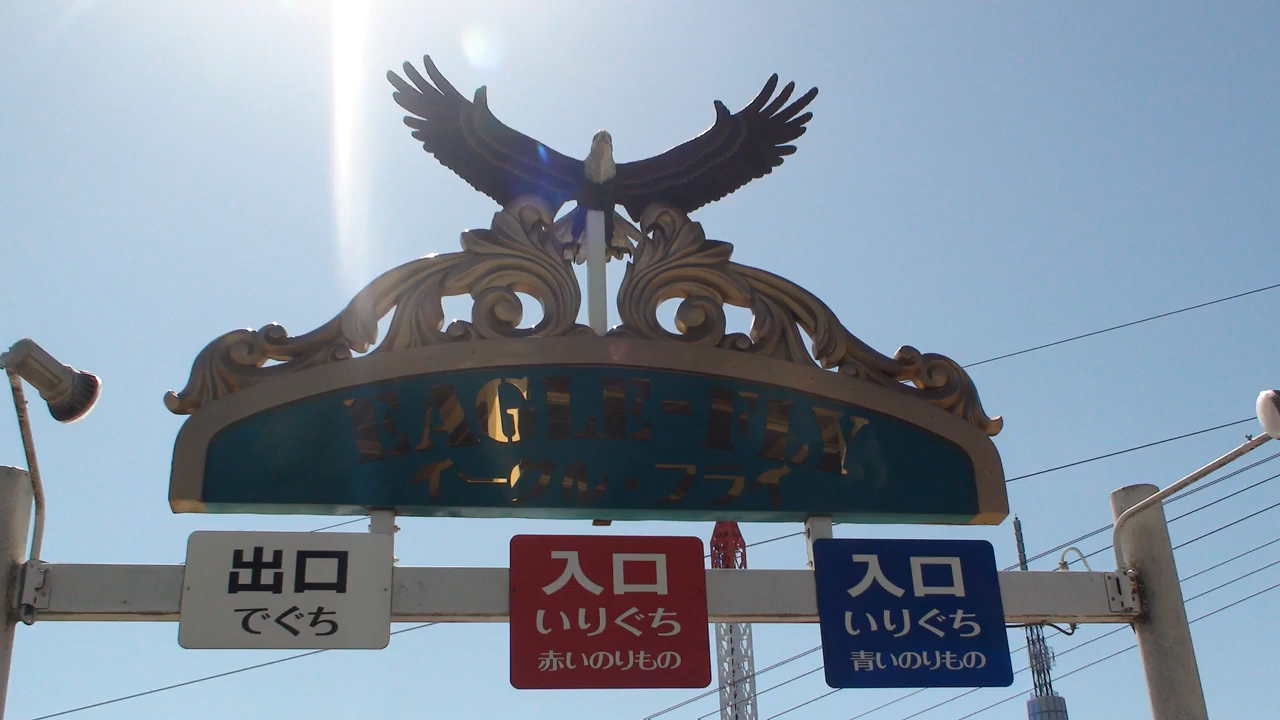 EAGLE-FLY
イーグル・フライ
出口
でぐち
入口
いりぐち
赤いのりもの
入口
いりぐち
青いのりもの